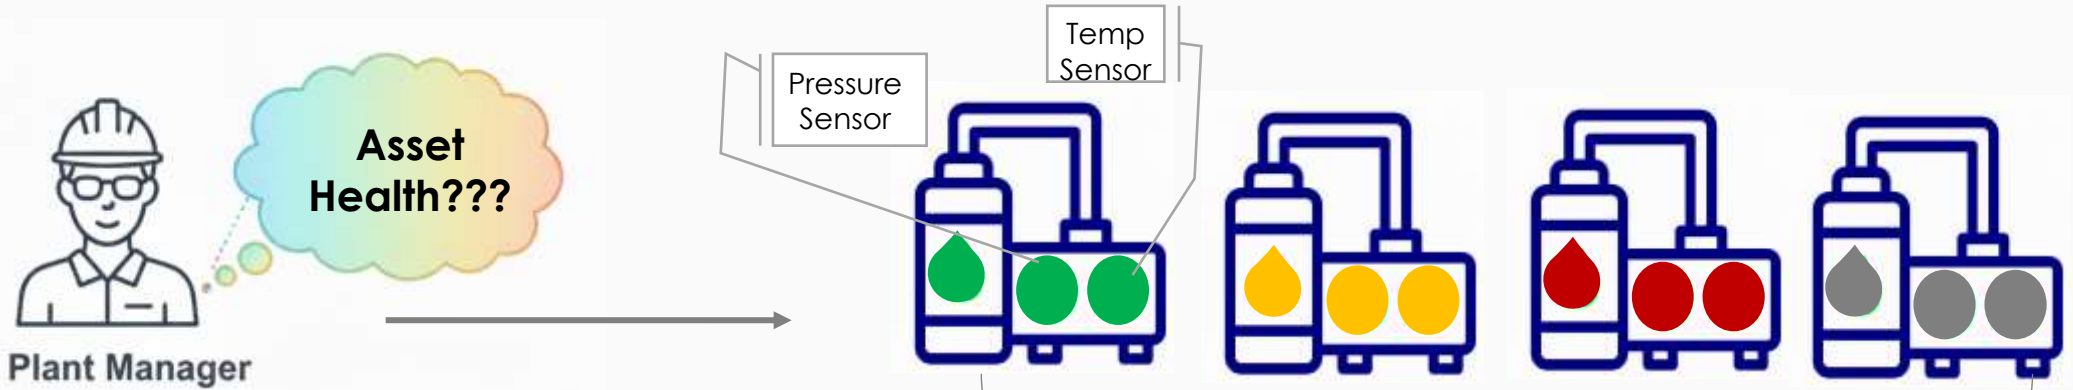 Temp
Sensor
Pressure
Sensor
Asset
Health???
Plant Manager